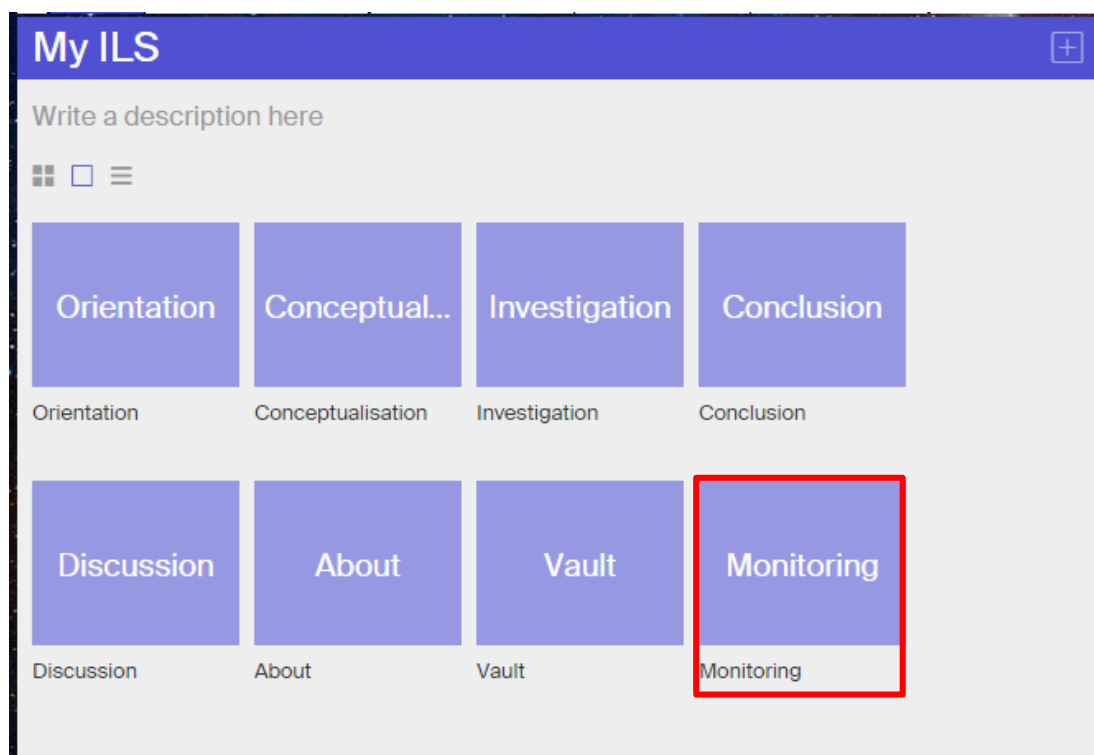 My ILS
Write a description here
Orientation Conceptual... Investigation Conclusion
Orientation Conceptualisation Investigation Conclusion
Discussion About Vault Monitoring
Discussion About Vault Monitoring